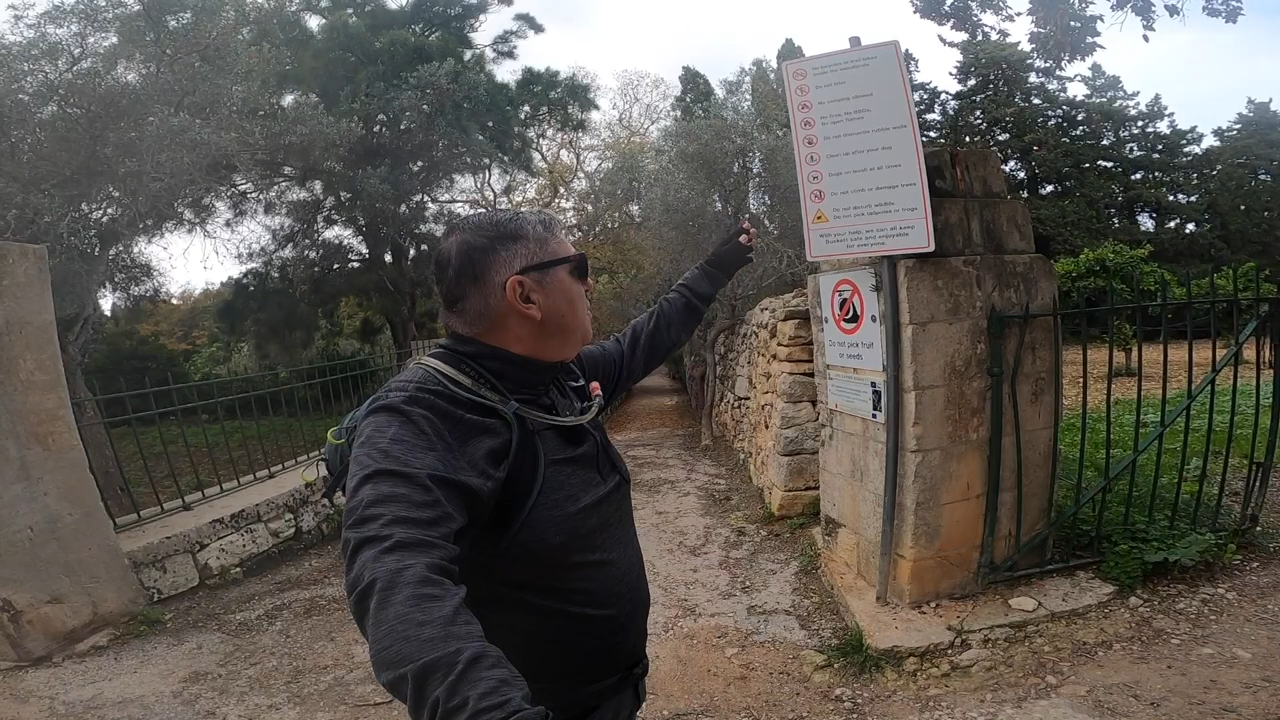 No bicycles or trail bikes
inside the woodlands
Do not litter
No camping allowed
No fires, No BBQs,
No open flames
Do not dismantle rubble walls
Clean up after your dog
Dogs on leash at all times
Do not climb or damage trees
Do not disturb wildlife
Do not pick tadpoles or frogs
With your help, we can all keep
Buskett safe and enjoyable
for everyone.
Do not pick fruit
or seeds